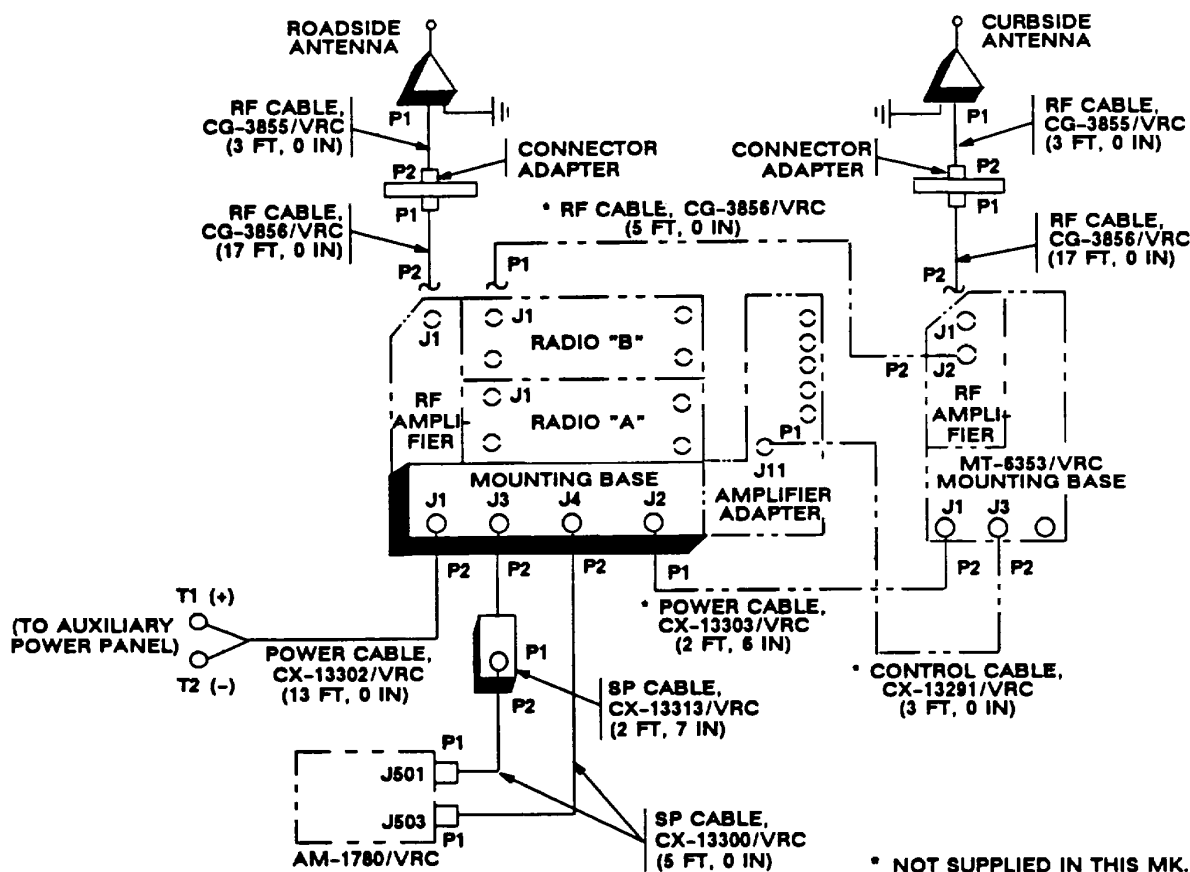 ROADSIDE
ANTENNA
CURBSIDE
ANTENNA
RF CABLE,
CG-3855/VRC
(3 FT, 0 IN)
P1
P1
RF CABLE,
CG-3855/VRC
(3 FT, 0 IN)
P2
CONNECTOR
ADAPTER
CONNECTOR
ADAPTER
P2
P1
P1
RF CABLE,
CG-3856/VRC
(17 FT, 0 IN)
P2
* RF CABLE, CG-3856/VRC
(5 FT, 0 IN)
P1
RF CABLE,
CG-3856/VRC
(17 FT, 0 IN)
P2
J1
J1
RADIO "B"
J1
P2
J2
RF
AMPLI-
FIER
J1
RADIO "A"
P1
J11
AMPLIFIER
ADAPTER
RF
AMPLI-
FIER
MT-6353/VRC
MOUNTING BASE
J1
J3
MOUNTING BASE
J1
J3
J4
J2
P2
P2
P2
P1
P2
P2
T1 (+)
(TO AUXILIARY
POWER PANEL)
T2 (-)
POWER CABLE,
CX-13302/VRC
(13 FT, 0 IN)
* POWER CABLE,
CX-13303/VRC
(2 FT, 6 IN)
* CONTROL CABLE,
CX-13291/VRC
(3 FT, 0 IN)
P1
P2
SP CABLE,
CX-13313/VRC
(2 FT, 7 IN)
P1
J501
J503
P1
AM-1780/VRC
SP CABLE,
CX-13300/VRC
(5 FT, 0 IN)
* NOT SUPPLIED IN THIS MK.